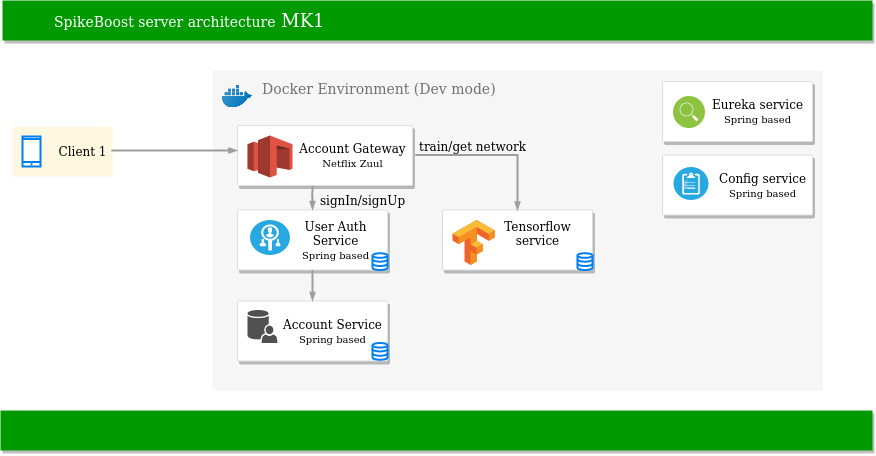 SpikeBoost server architecture MK1
Docker Environment (Dev mode)
Eureka service
Spring based
Client 1
Account Gateway
Netflix Zuul
train/get network
Config service
Spring based
signIn/signUp
User Auth
Service
Spring based
Tensorflow
service
Account Service
Spring based